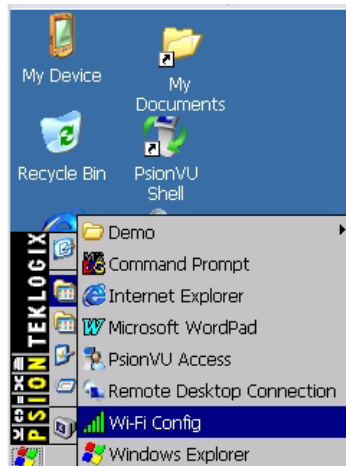 My Device
My
Documents
Recycle Bin
PsionVU
Shell
Demo
Command Prompt
Internet Explorer
Microsoft WordPad
PsionVU Access
Remote Desktop Connection
Wi-Fi Config
Windows Explorer
PSION TEKLOGIX